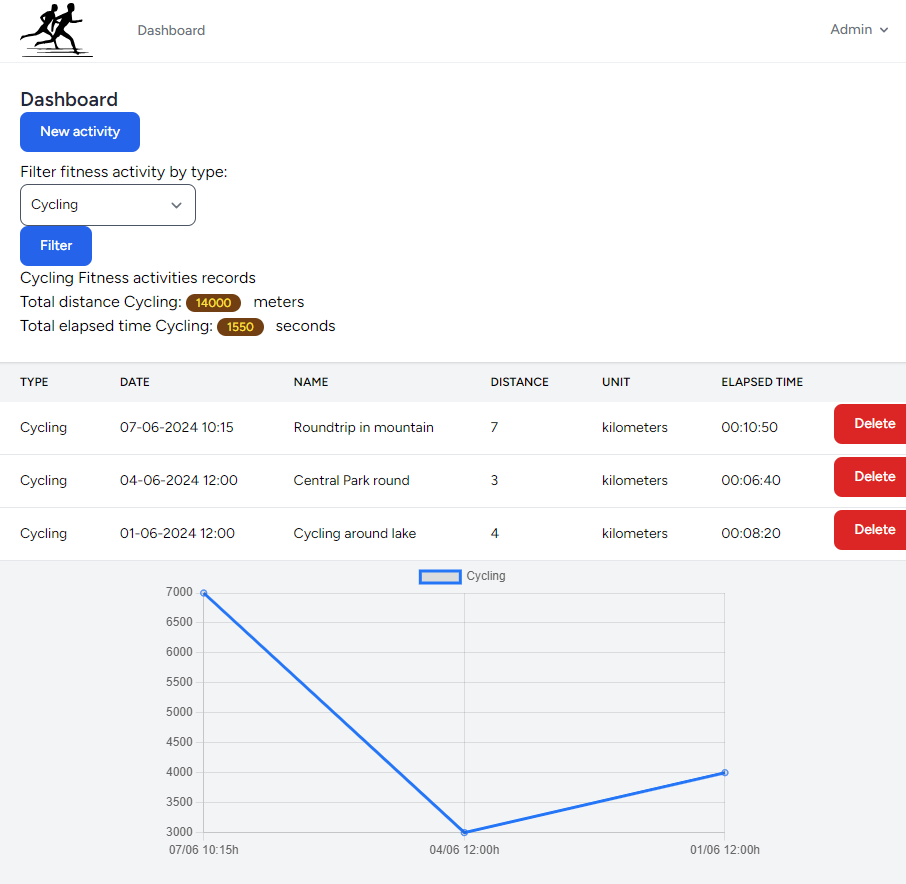 Dashboard Admin
Dashboard
New activity
Filter fitness activity by type:
Cycling
Filter
Cycling Fitness activities records
Total distance Cycling: 14000 meters
Total elapsed time Cycling: 1550 seconds
TYPE DATE NAME DISTANCE UNIT ELAPSED TIME
Cycling 07-06-2024 10:15 Roundtrip in mountain 7 kilometers 00:10:50 Delete
Cycling 04-06-2024 12:00 Central Park round 3 kilometers 00:06:40 Delete
Cycling 01-06-2024 12:00 Cycling around lake 4 kilometers 00:08:20 Delete
Cycling
7000
6500
6000
5500
5000
4500
4000
3500
3000
07/06 10:15h 04/06 12:00h 01/06 12:00h